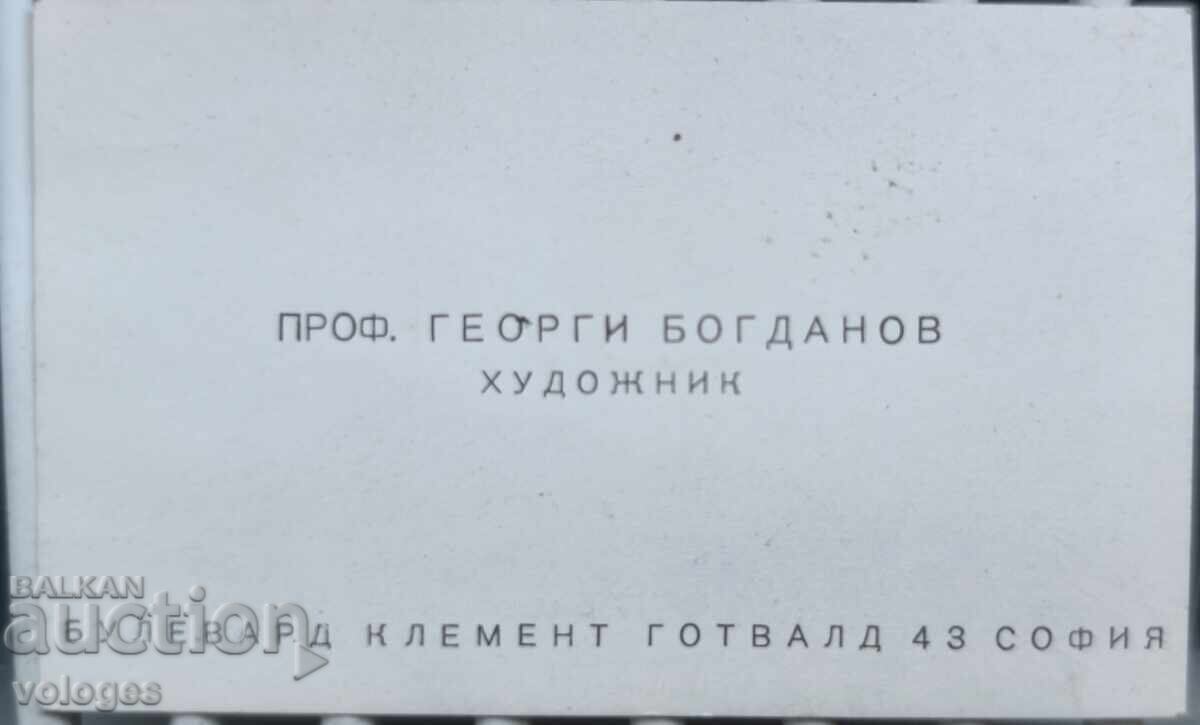 ПРОФ. ГЕОРГИ БОГДАНОВ
ХУДОЖНИК
БУЛЕВАРД КЛЕМЕНТ ГОТВАЛД 43 СОФИЯ
BALKAN
auction
vologes